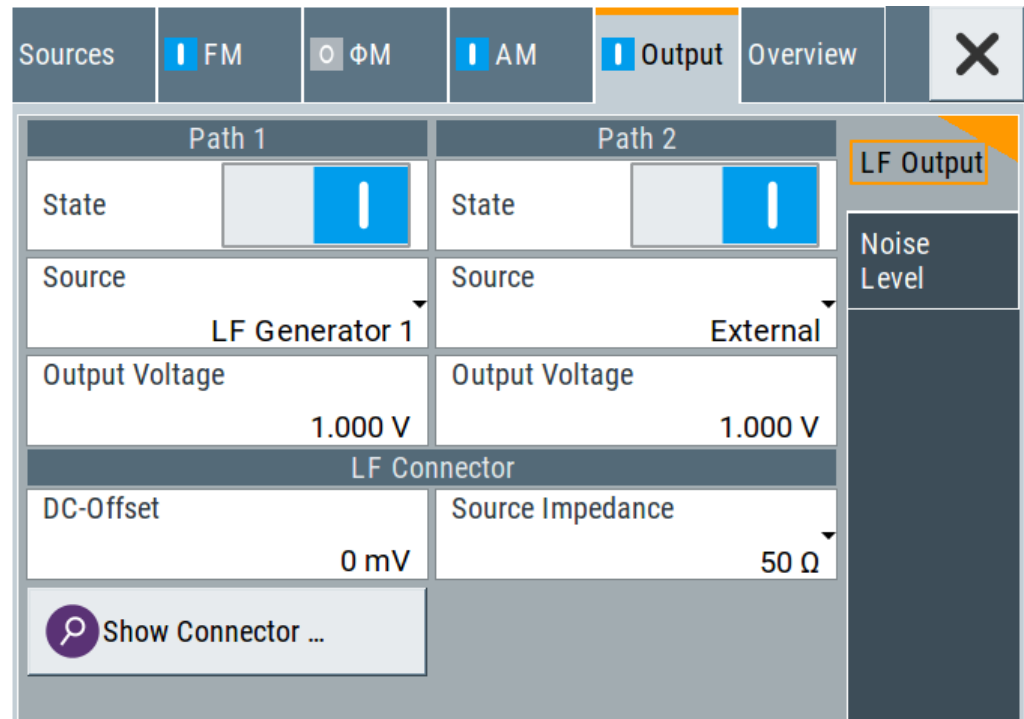 Sources
FM
ΦM
AM
Output
Overview
Path 1
Path 2
LF Output
State
State
Noise
Level
Source
LF Generator 1
Source
External
Output Voltage
1.000 V
Output Voltage
1.000 V
LF Connector
DC-Offset
0 mV
Source Impedance
50 Ω
Show Connector ...